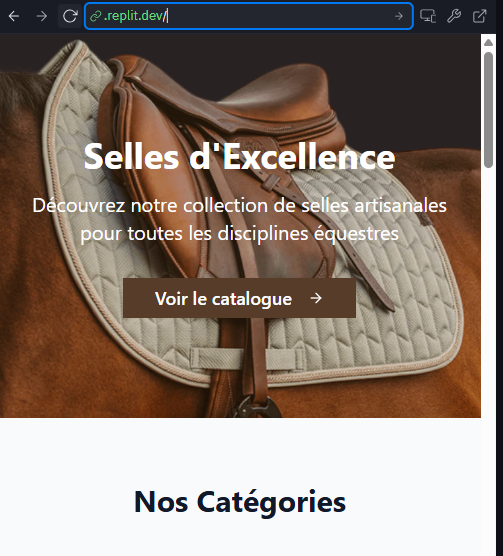 .replit.dev/
Selles d'Excellence
Découvrez notre collection de selles artisanales
pour toutes les disciplines équestres
Voir le catalogue
Nos Catégories